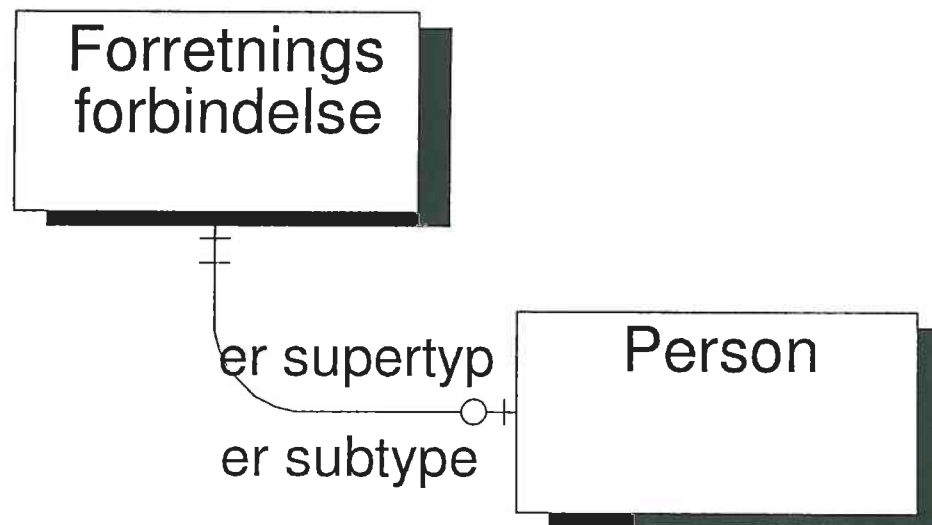 Forretnings
forbindelse
er supertyp
Person
er subtype